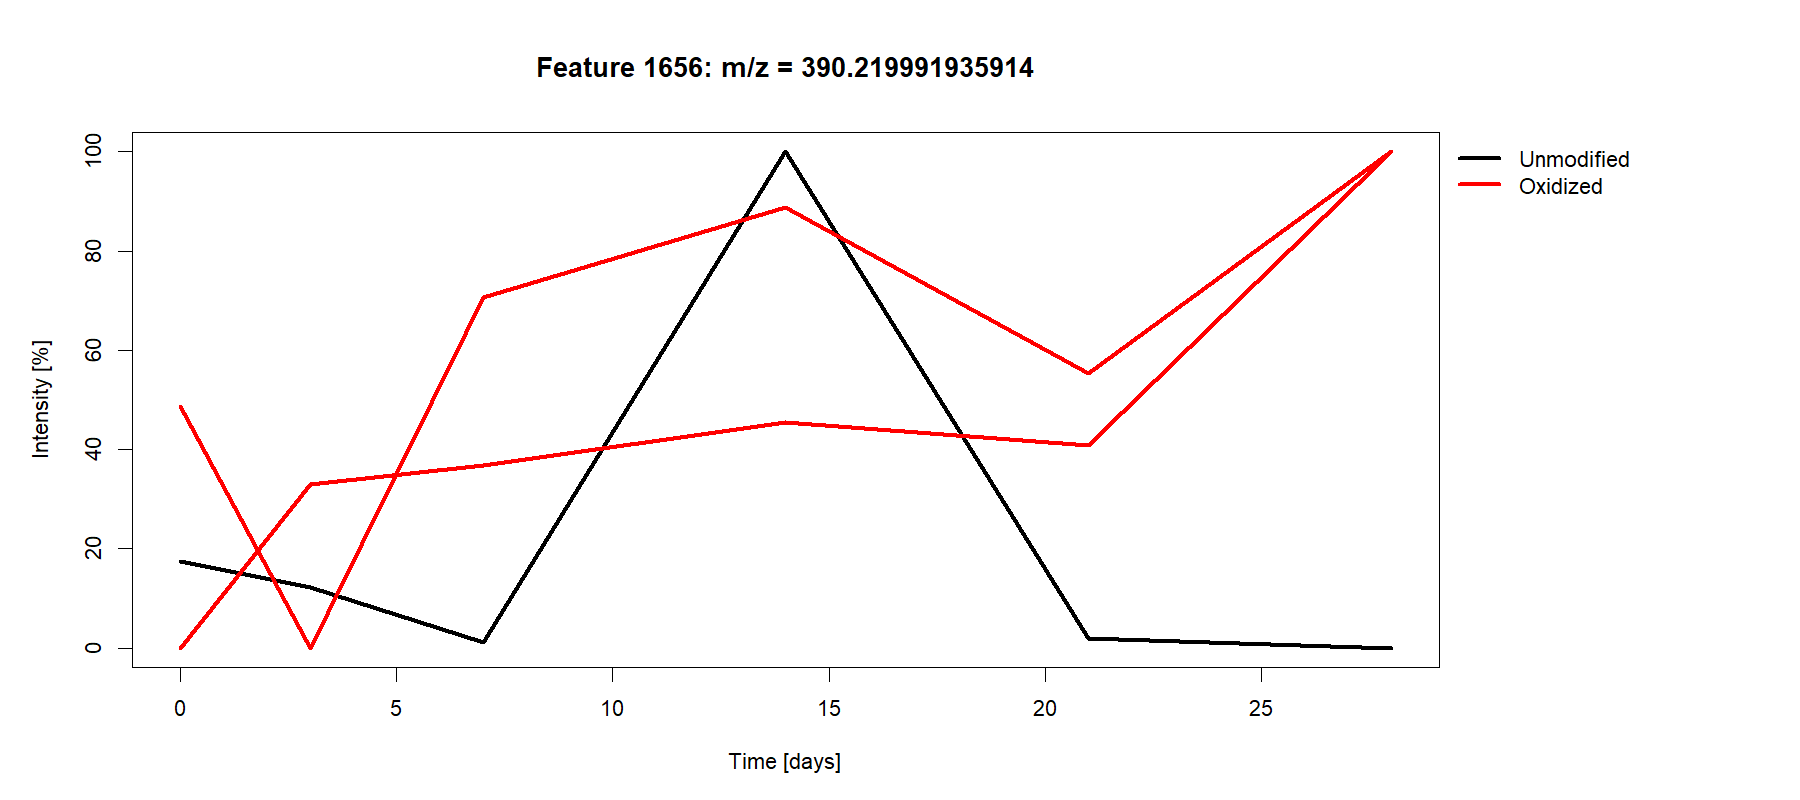 Feature 1656: m/z = 390.219991935914
Unmodified
Oxidized
Intensity [%]
100
80
60
40
20
0
0 5 10 15 20 25
Time [days]